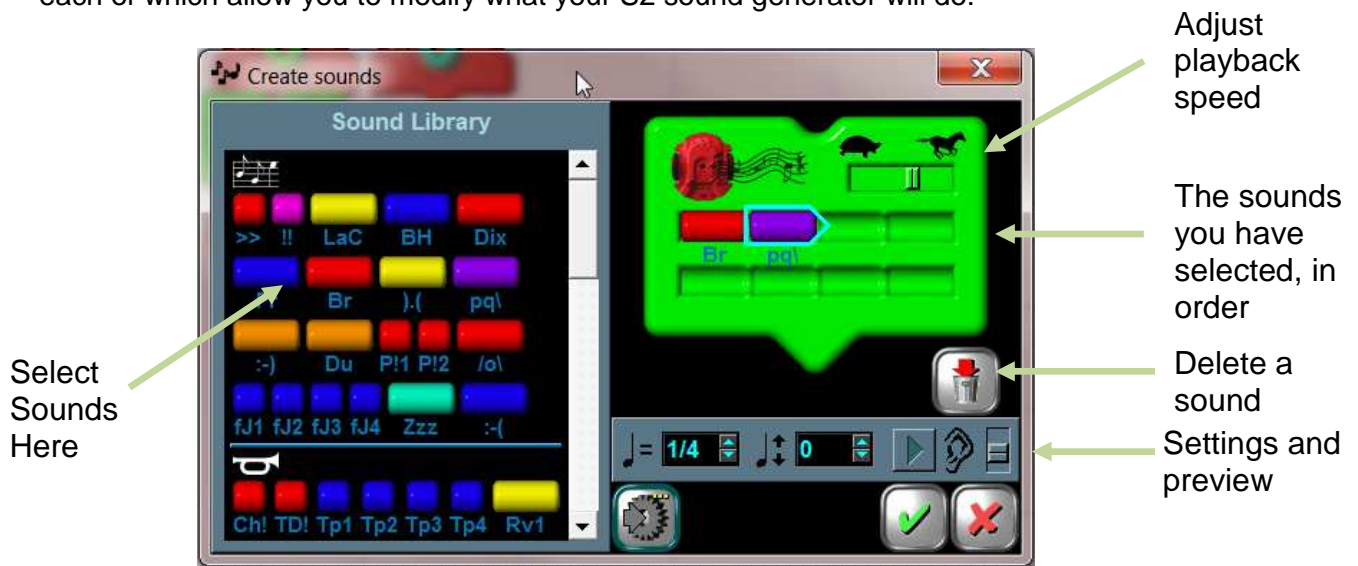 each of which allow you to modify what your S2 sound generator will do.
Adjust
playback
speed
Create sounds
X
Sound Library
>> !! LaC BH Dix
Br ).( pq\
:-) Du P!1 P!2 /o\
fJ1 fJ2 fJ3 fJ4 Zzz :-(
Ch! TD! Tp1 Tp2 Tp3 Tp4 Rv1
Br pq\
= 1/4 0
The sounds
you have
selected, in
order
Select
Sounds
Here
Delete a
sound
Settings and
preview